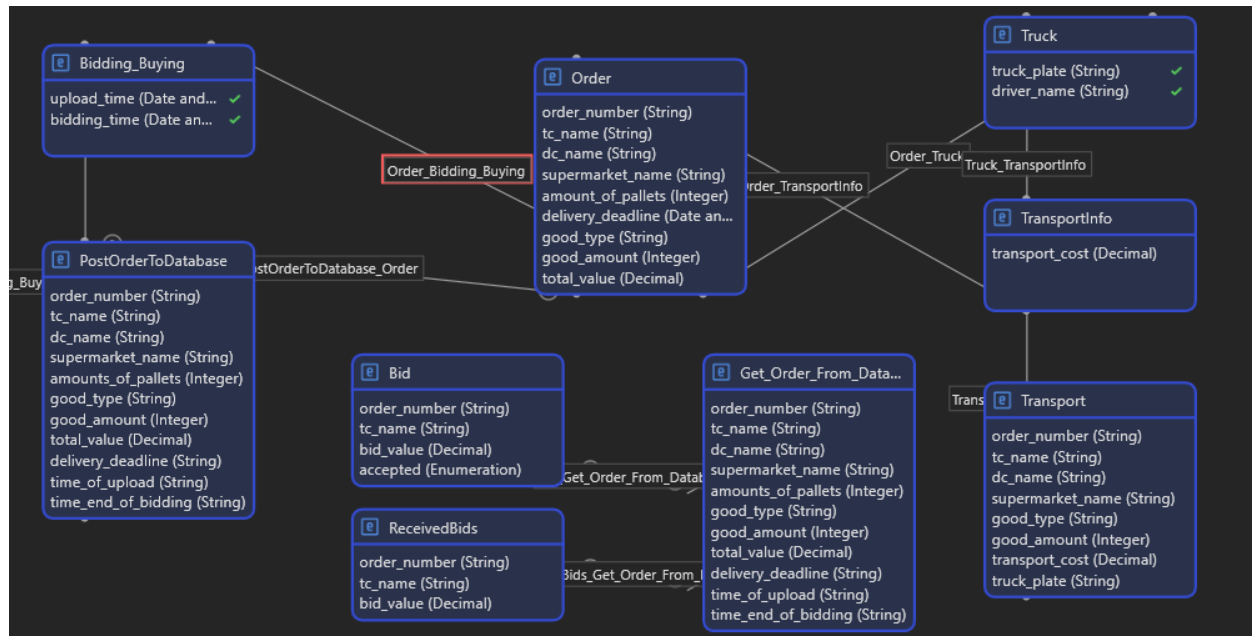 Bidding_Buying
upload_time (Date and...
bidding_time (Date an...
Order
order_number (String)
tc_name (String)
dc_name (String)
supermarket_name (String)
amount_of_pallets (Integer)
delivery_deadline (Date an...
good_type (String)
good_amount (Integer)
total_value (Decimal)
Truck
truck_plate (String)
driver_name (String)
Order_Bidding_Buying
Order_Truck
Truck_TransportInfo
rder_TransportInfo
TransportInfo
transport_cost (Decimal)
PostOrderToDatabase
order_number (String)
tc_name (String)
dc_name (String)
supermarket_name (String)
amounts_of_pallets (Integer)
good_type (String)
good_amount (Integer)
total_value (Decimal)
delivery_deadline (String)
time_of_upload (String)
time_end_of_bidding (String)
g_Buy
stOrderToDatabase_Order
Bid
order_number (String)
tc_name (String)
bid_value (Decimal)
accepted (Enumeration)
Get_Order_From_Datab
ReceivedBids
order_number (String)
tc_name (String)
bid_value (Decimal)
Bids_Get_Order_From_
Get_Order_From_Data...
order_number (String)
tc_name (String)
dc_name (String)
supermarket_name (String)
amounts_of_pallets (Integer)
good_type (String)
good_amount (Integer)
total_value (Decimal)
delivery_deadline (String)
time_of_upload (String)
time_end_of_bidding (String)
Trans
Transport
order_number (String)
tc_name (String)
dc_name (String)
supermarket_name (String)
good_type (String)
good_amount (Integer)
transport_cost (Decimal)
truck_plate (String)